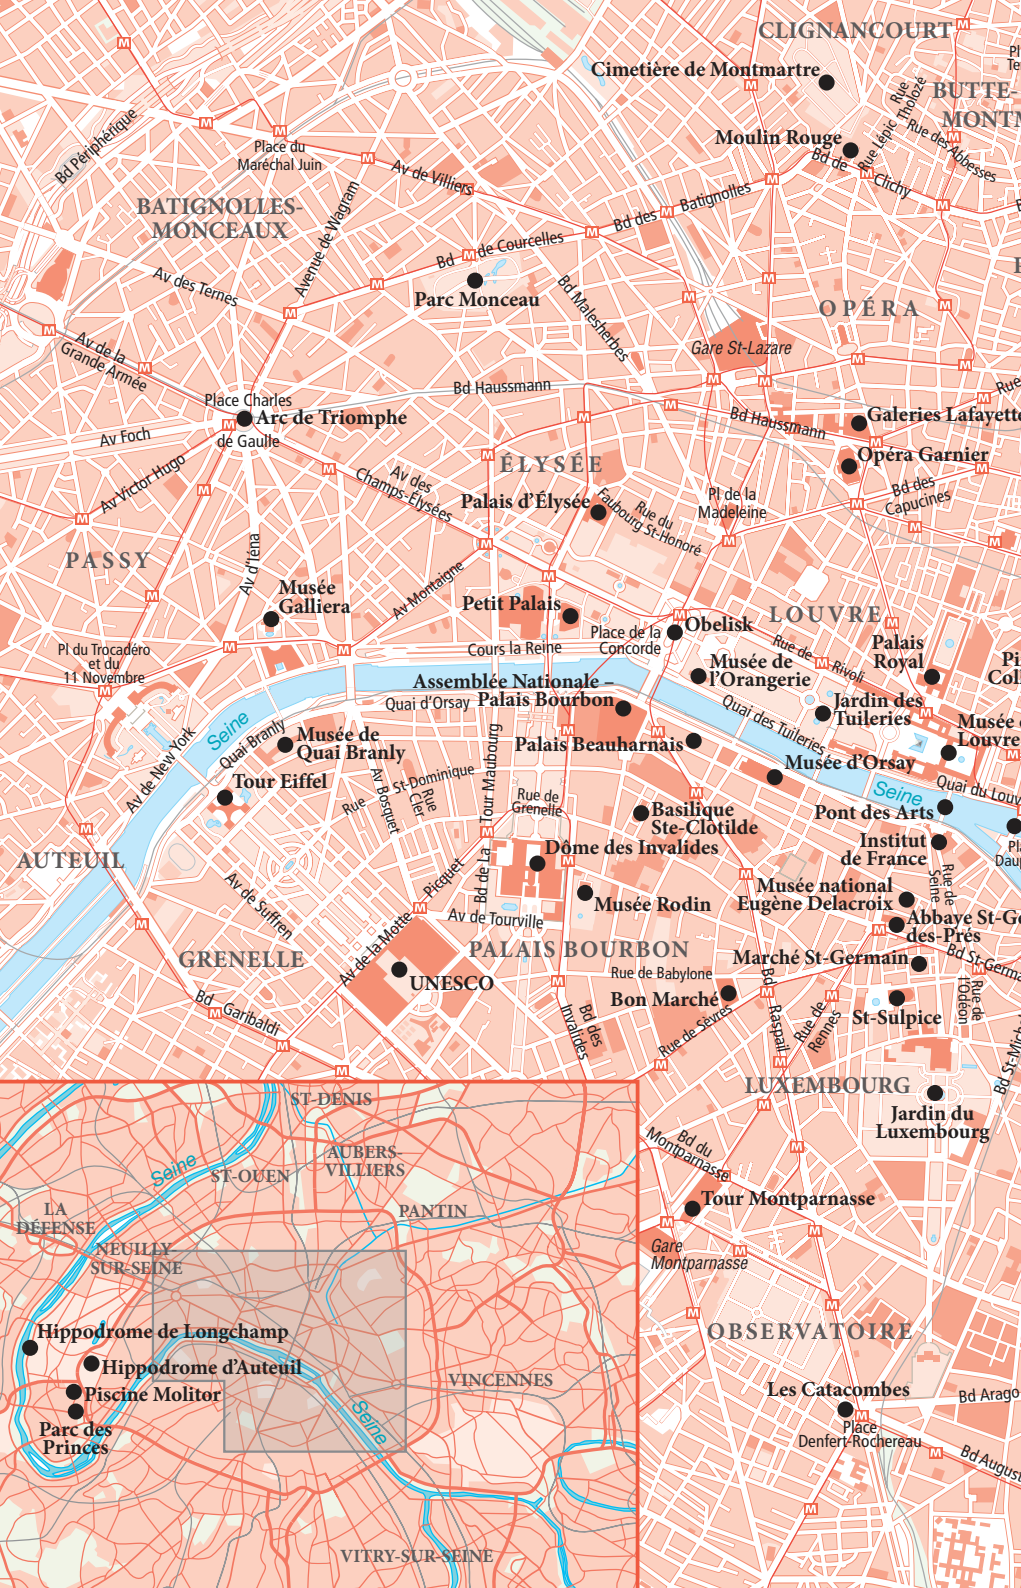 CLIGNANCOURT
Cimetière de Montmartre
BUTTE-
Moulin Rouge
Rue
Tholozé
Rue Lépic
Rue des Abbesses
Bd de
Clichy
Bd Périphérique
Place du
Maréchal Juin
Av de Villiers
BATIGNOLLES-
MONCEAUX
Avenue de Wagram
Bd des
Batignolles
Bd
de Courcelles
Av des Ternes
Parc Monceau
Bd Malesherbes
OPÉRA
Gare St-Lazare
Av de la
Grande Armée
Bd Haussmann
Place Charles
Arc de Triomphe
de Gaulle
Av Foch
Rue
Galeries Lafayette
Bd Haussmann
Opéra Garnier
Av Victor Hugo
Av des
Champs-Élysées
ÉLYSÉE
Palais d'Élysée
Rue du
Faubourg St-Honoré
Pl de la
Madeleine
Bd des
Capucines
PASSY
Av d'Iéna
Musée
Galliera
Av Montaigne
Petit Palais
Place de la
Concorde
Obelisk
LOUVRE
Rue de
Rivoli
Palais
Royal
Pl du Trocadéro
et du
11 Novembre
Cours la Reine
Musée de
l'Orangerie
Assemblée Nationale –
Palais Bourbon
Quai d'Orsay
Jardin des
Tuileries
Quai des Tuileries
Musée
Louvre
Seine
Quai Branly
Musée de
Quai Branly
Palais Beauharnais
Musée d'Orsay
Av de New York
Tour Eiffel
Rue
St-Dominique
Av Bosquet
Rue
Cler
Bd de La Tour Maubourg
Rue de
Grenelle
Seine
Quai du Louv
Basilique
Ste-Clotilde
Pont des Arts
AUTEUIL
Dôme des Invalides
Institut
de France
Pla
Daup
Av de Suffren
Av de la Motte Picquet
Rue de
Seine
Musée Rodin
Musée national
Eugène Delacroix
Av de Tourville
Abbaye St-Ge
des-Prés
GRENELLE
PALAIS BOURBON
Marché St-Germain
Bd St-Germa
UNESCO
Rue de Babylone
Bon Marché
Bd
Raspail
Rue de
Rennes
St-Sulpice
Rue de
l'Odéon
Bd Garibaldi
Bd des
Invalides
Rue de Sèvres
Bd St-Mich
LUXEMBOURG
Jardin du
Luxembourg
Bd du
Montparnasse
Tour Montparnasse
Gare
Montparnasse
OBSERVATOIRE
Les Catacombes
Place
Denfert-Rochereau
Bd Arago
Bd August
ST-DENIS
AUBERS-
VILLIERS
Seine
ST-OUEN
PANTIN
LA
DÉFENSE
NEUILLY-
SUR-SEINE
Hippodrome de Longchamp
Hippodrome d'Auteuil
Piscine Molitor
Parc des
Princes
VINCENNES
Seine
VITRY-SUR-SEINE